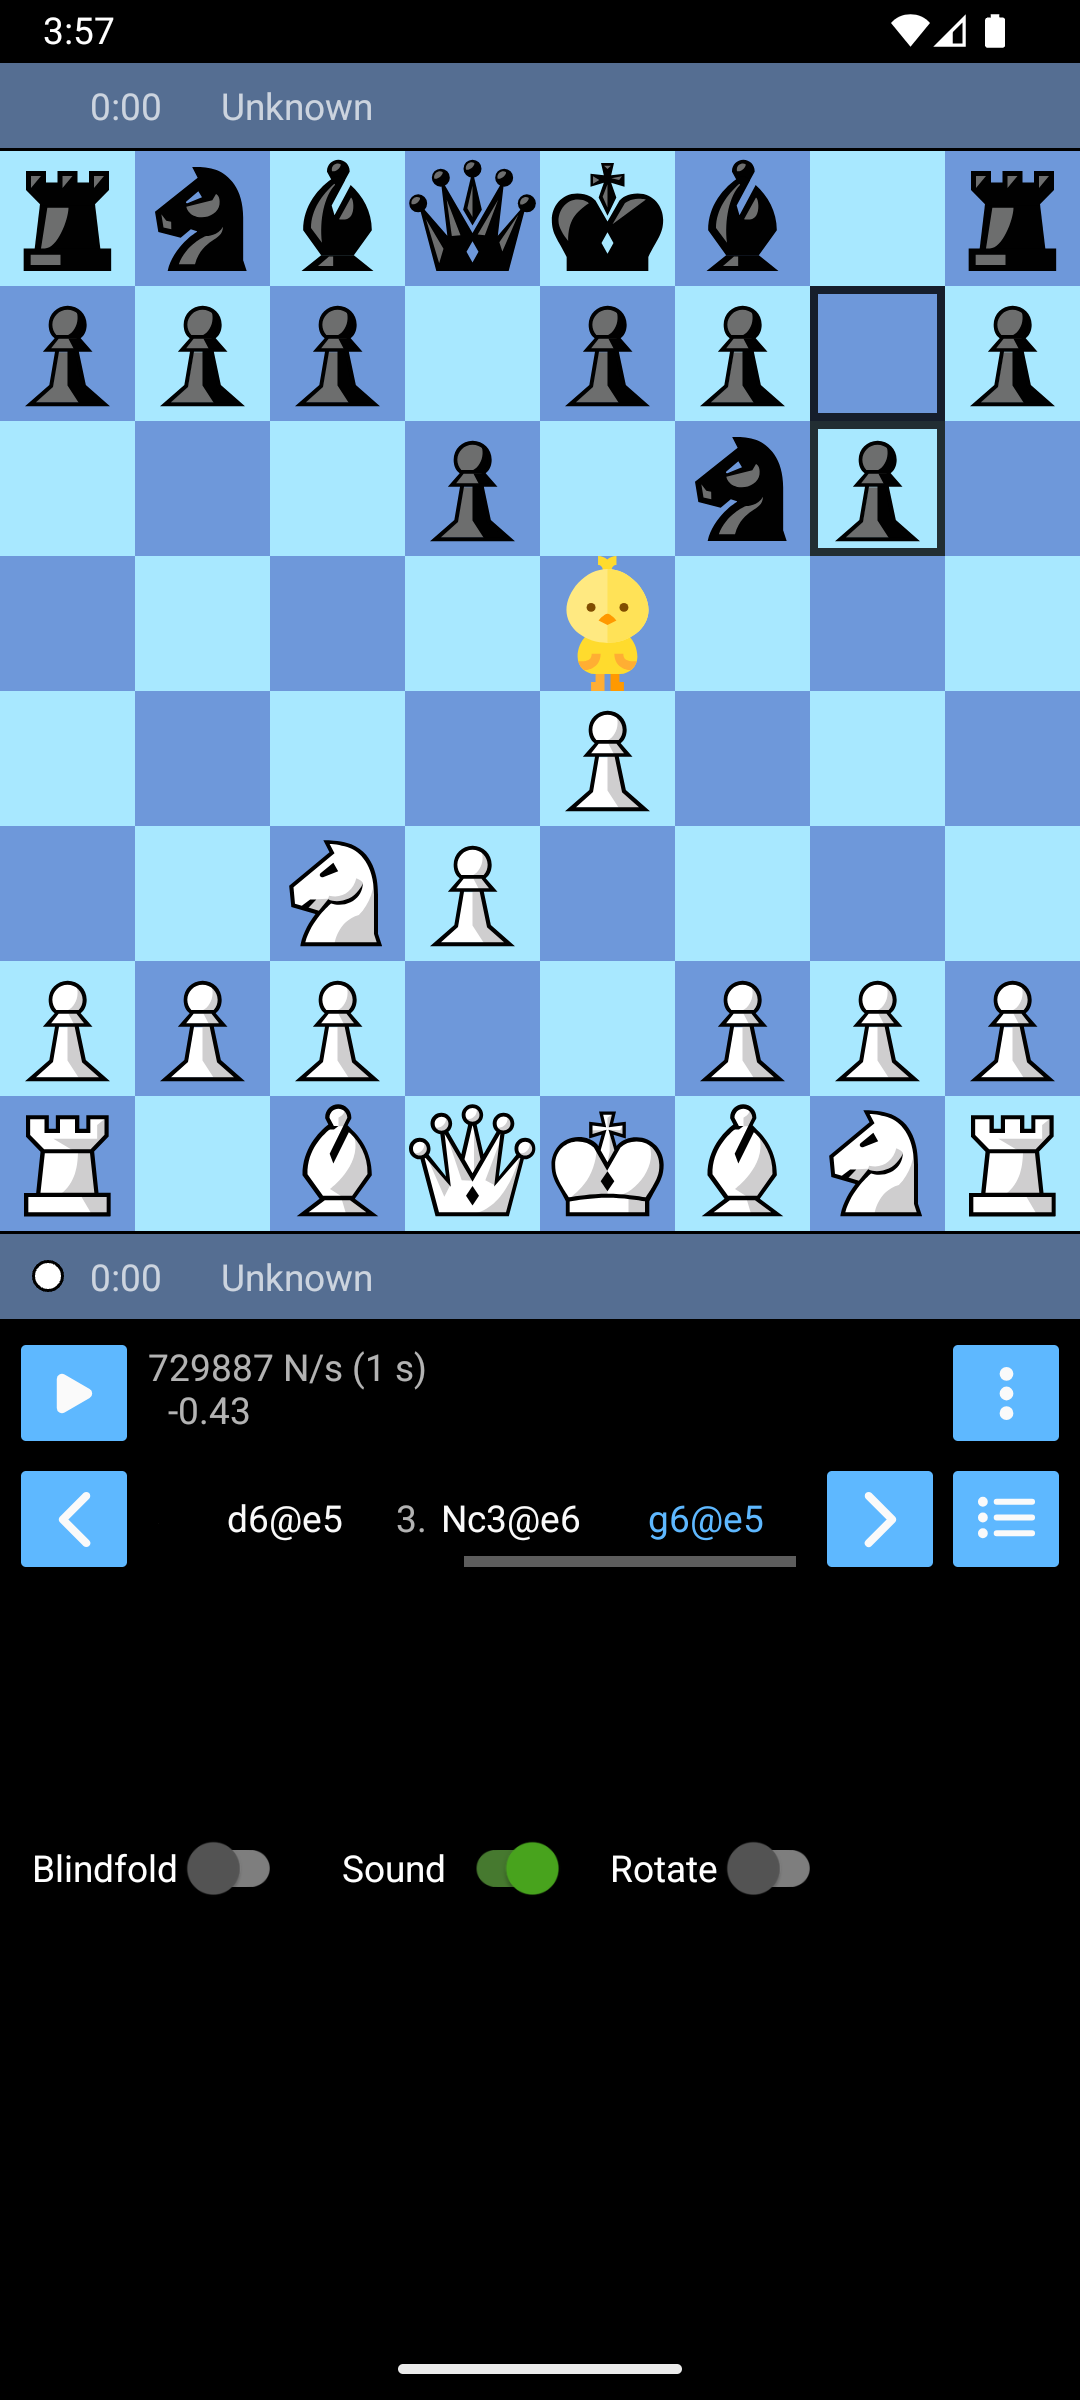 3:57
0:00 Unknown
0:00 Unknown
729887 N/s (1 s)
-0.43
d6@e5 3. Nc3@e6 g6@e5
Blindfold Sound Rotate